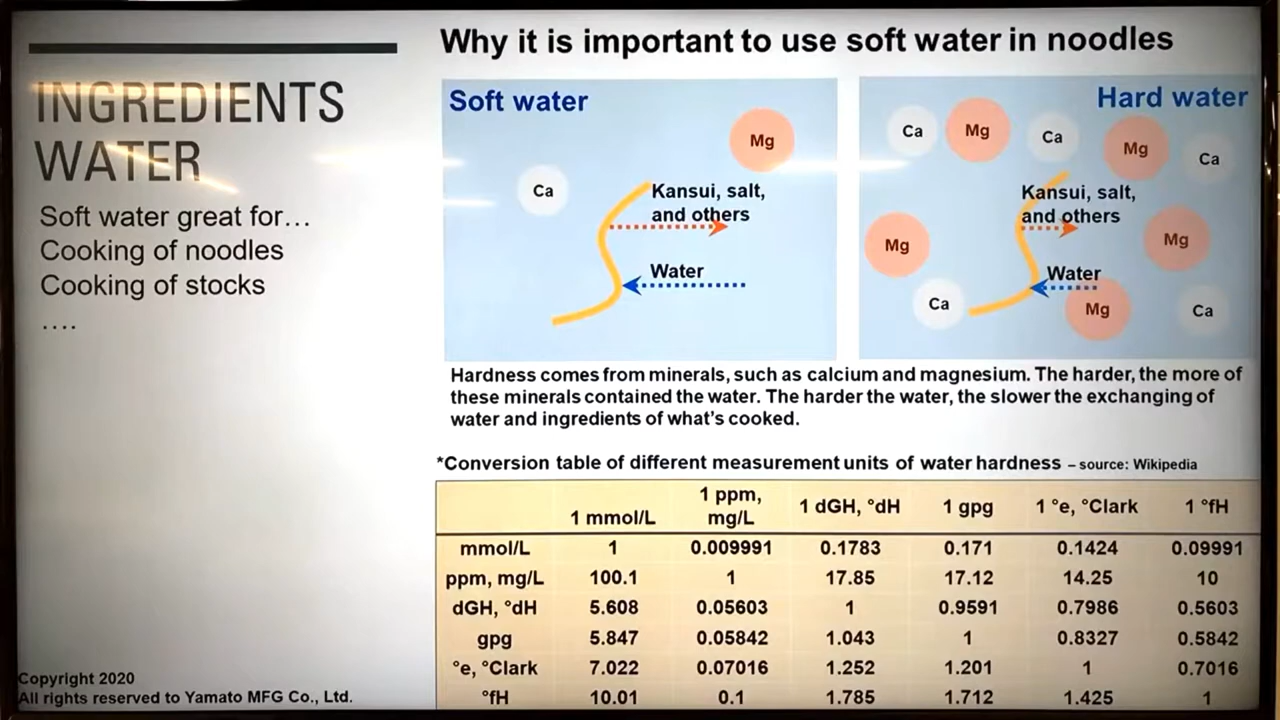 INGREDIENTS
WATER
Soft water great for…
Cooking of noodles
Cooking of stocks
....
Copyright 2020
All rights reserved to Yamato MFG Co., Ltd.
Why it is important to use soft water in noodles
Soft water
Mg
Ca
Kansui, salt,
and others
Water
Hard water
Ca
Mg
Ca
Mg
Ca
Kansui, salt,
and others
Mg
Mg
Water
Ca
Mg
Ca
Hardness comes from minerals, such as calcium and magnesium. The harder, the more of
these minerals contained the water. The harder the water, the slower the exchanging of
water and ingredients of what's cooked.
*Conversion table of different measurement units of water hardness – source: Wikipedia
1 mmol/L 1 ppm, mg/L 1 dGH, °dH 1 gpg 1 °e, °Clark 1 °fH
mmol/L 1 0.009991 0.1783 0.171 0.1424 0.09991
ppm, mg/L 100.1 1 17.85 17.12 14.25 10
dGH, °dH 5.608 0.05603 1 0.9591 0.7986 0.5603
gpg 5.847 0.05842 1.043 1 0.8327 0.5842
°e, °Clark 7.022 0.07016 1.252 1.201 1 0.7016
°fH 10.01 0.1 1.785 1.712 1.425 1